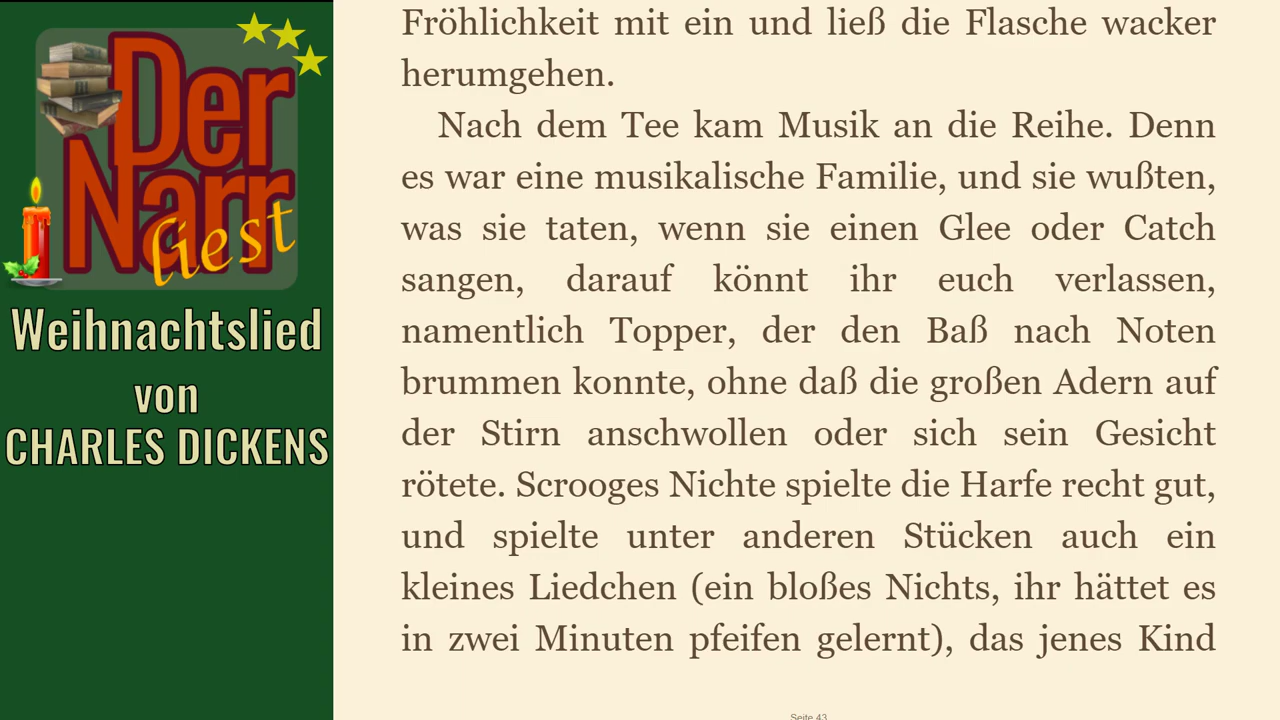 Der
Narr
liest
Weihnachtslied
von
CHARLES DICKENS
Fröhlichkeit mit ein und ließ die Flasche wacker
herumgehen.
Nach dem Tee kam Musik an die Reihe. Denn
es war eine musikalische Familie, und sie wußten,
was sie taten, wenn sie einen Glee oder Catch
sangen, darauf könnt ihr euch verlassen,
namentlich Topper, der den Baß nach Noten
brummen konnte, ohne daß die großen Adern auf
der Stirn anschwollen oder sich sein Gesicht
rötete. Scrooges Nichte spielte die Harfe recht gut,
und spielte unter anderen Stücken auch ein
kleines Liedchen (ein bloßes Nichts, ihr hättet es
in zwei Minuten pfeifen gelernt), das jenes Kind
Seite 43